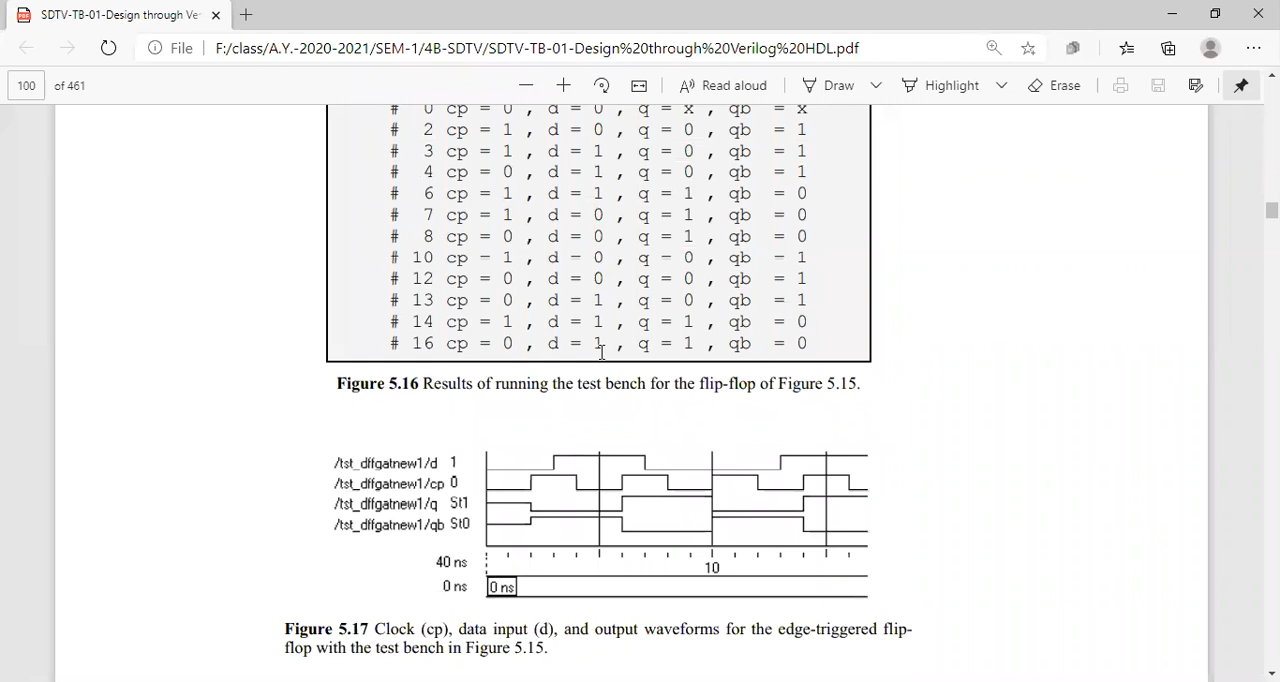 SDTV-TB-01-Design through Ve
File F:/class/A.Y.-2020-2021/SEM-1/4B-SDTV/SDTV-TB-01-Design%20through%20Verilog%20HDL.pdf
100 of 461 Read aloud Draw Highlight Erase
# 0 cp = 0 , d = 0 , q = x , qb = x
# 2 cp = 1 , d = 0 , q = 0 , qb = 1
# 3 cp = 1 , d = 1 , q = 0 , qb = 1
# 4 cp = 0 , d = 1 , q = 0 , qb = 1
# 6 cp = 1 , d = 1 , q = 1 , qb = 0
# 7 cp = 1 , d = 0 , q = 1 , qb = 0
# 8 cp = 0 , d = 0 , q = 1 , qb = 0
# 10 cp = 1 , d = 0 , q = 0 , qb = 1
# 12 cp = 0 , d = 0 , q = 0 , qb = 1
# 13 cp = 0 , d = 1 , q = 0 , qb = 1
# 14 cp = 1 , d = 1 , q = 1 , qb = 0
# 16 cp = 0 , d = 1 , q = 1 , qb = 0
Figure 5.16 Results of running the test bench for the flip-flop of Figure 5.15.
/tst_dffgatnew1/d 1
/tst_dffgatnew1/cp 0
/tst_dffgatnew1/q St1
/tst_dffgatnew1/qb St0
40 ns 10
0 ns 0 ns
Figure 5.17 Clock (cp), data input (d), and output waveforms for the edge-triggered flip-
flop with the test bench in Figure 5.15.